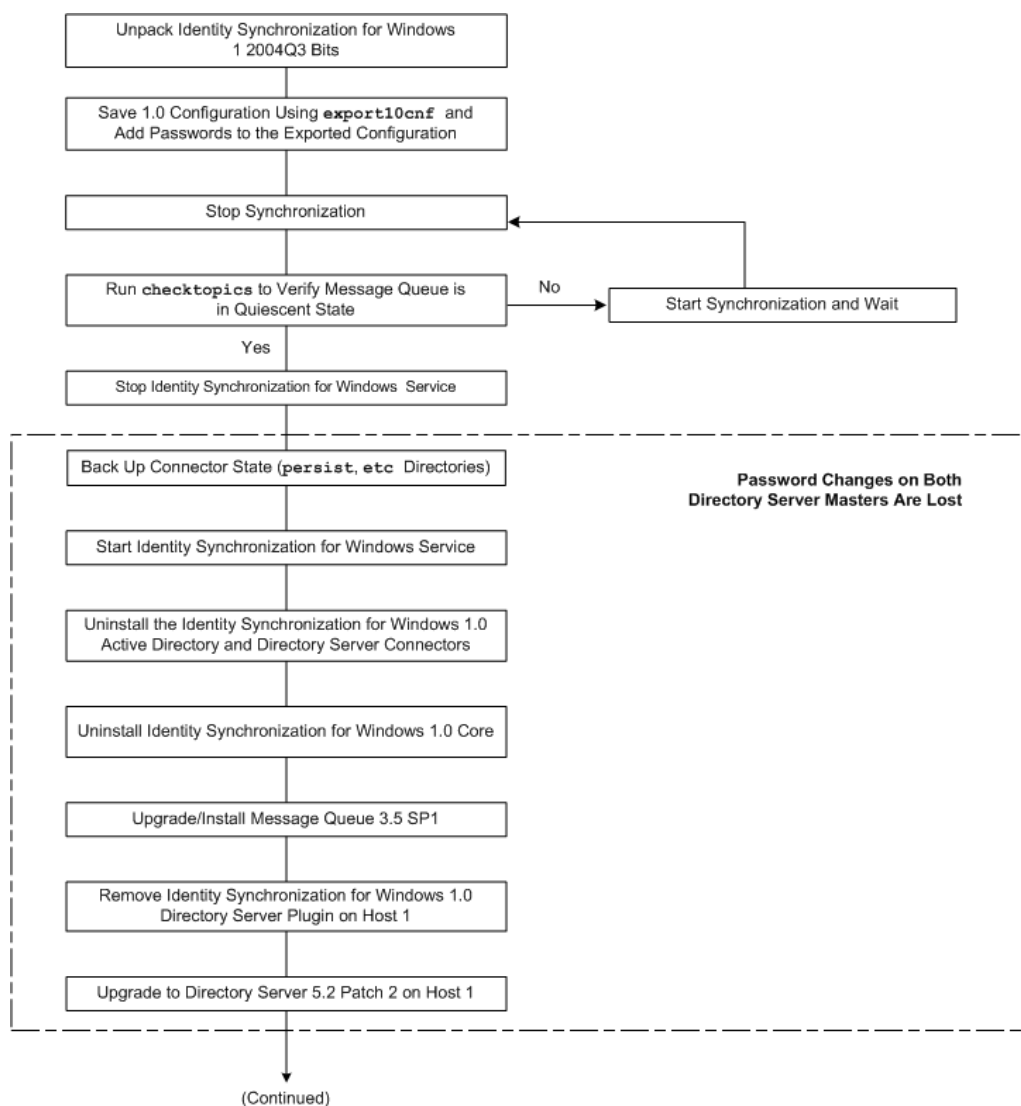 Unpack Identity Synchronization for Windows
1 2004Q3 Bits
Save 1.0 Configuration Using export10cnf and
Add Passwords to the Exported Configuration
Stop Synchronization
Run checktopics to Verify Message Queue is
in Quiescent State
No
Start Synchronization and Wait
Yes
Stop Identity Synchronization for Windows Service
Back Up Connector State (persist, etc Directories)
Password Changes on Both
Directory Server Masters Are Lost
Start Identity Synchronization for Windows Service
Uninstall the Identity Synchronization for Windows 1.0
Active Directory and Directory Server Connectors
Uninstall Identity Synchronization for Windows 1.0 Core
Upgrade/Install Message Queue 3.5 SP1
Remove Identity Synchronization for Windows 1.0
Directory Server Plugin on Host 1
Upgrade to Directory Server 5.2 Patch 2 on Host 1
(Continued)